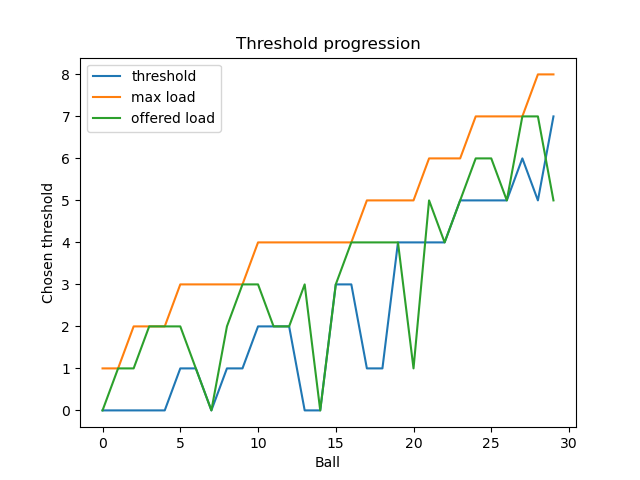 Threshold progression
threshold
max load
offered load
Chosen threshold
8
7
6
5
4
3
2
1
0
0 5 10 15 20 25 30
Ball